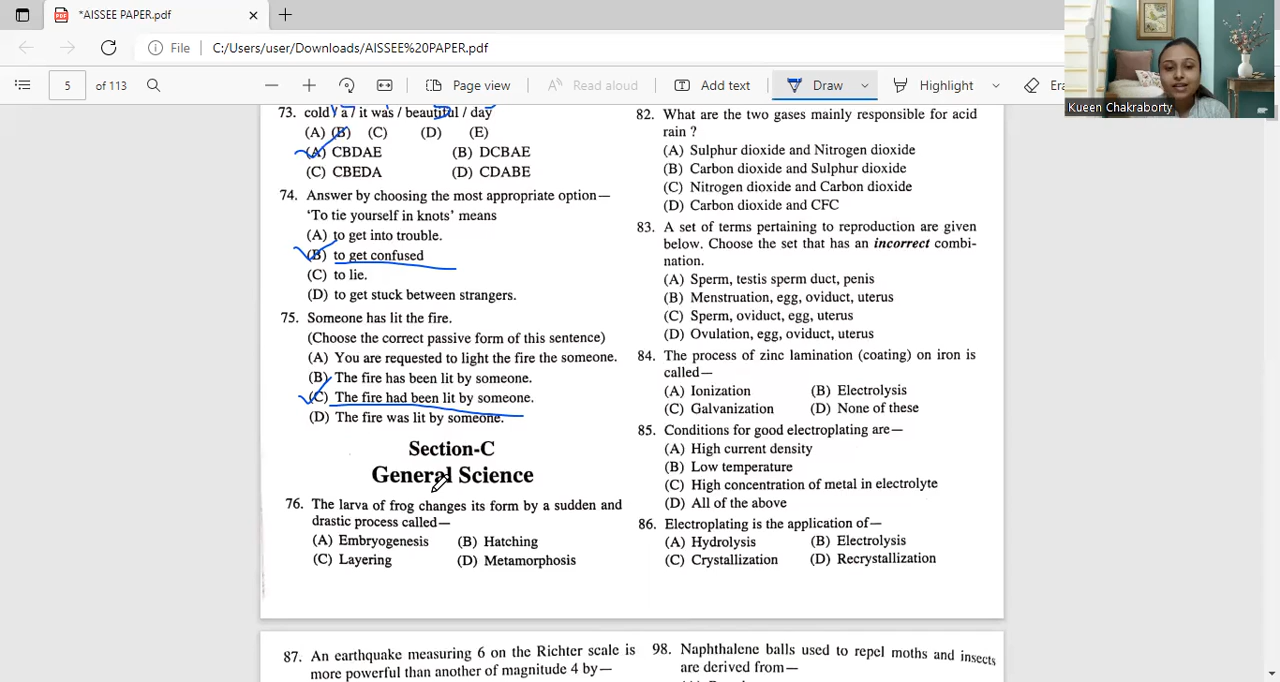 *AISSEE PAPER.pdf
File C:/Users/user/Downloads/AISSEE%20PAPER.pdf
5 of 113 Page view Read aloud Add text Draw Highlight
Kueen Chakraborty
73. cold / a / it was / beautiful / day
(A) (B) (C) (D) (E)
(A) CBDAE (B) DCBAE
(C) CBEDA (D) CDABE
74. Answer by choosing the most appropriate option—
‘To tie yourself in knots’ means
(A) to get into trouble.
(B) to get confused
(C) to lie.
(D) to get stuck between strangers.
75. Someone has lit the fire.
(Choose the correct passive form of this sentence)
(A) You are requested to light the fire the someone.
(B) The fire has been lit by someone.
(C) The fire had been lit by someone.
(D) The fire was lit by someone.
Section-C
General Science
76. The larva of frog changes its form by a sudden and
drastic process called—
(A) Embryogenesis (B) Hatching
(C) Layering (D) Metamorphosis
82. What are the two gases mainly responsible for acid
rain ?
(A) Sulphur dioxide and Nitrogen dioxide
(B) Carbon dioxide and Sulphur dioxide
(C) Nitrogen dioxide and Carbon dioxide
(D) Carbon dioxide and CFC
83. A set of terms pertaining to reproduction are given
below. Choose the set that has an incorrect combi-
nation.
(A) Sperm, testis sperm duct, penis
(B) Menstruation, egg, oviduct, uterus
(C) Sperm, oviduct, egg, uterus
(D) Ovulation, egg, oviduct, uterus
84. The process of zinc lamination (coating) on iron is
called—
(A) Ionization (B) Electrolysis
(C) Galvanization (D) None of these
85. Conditions for good electroplating are—
(A) High current density
(B) Low temperature
(C) High concentration of metal in electrolyte
(D) All of the above
86. Electroplating is the application of—
(A) Hydrolysis (B) Electrolysis
(C) Crystallization (D) Recrystallization
87. An earthquake measuring 6 on the Richter scale is
more powerful than another of magnitude 4 by—
98. Naphthalene balls used to repel moths and insects
are derived from—